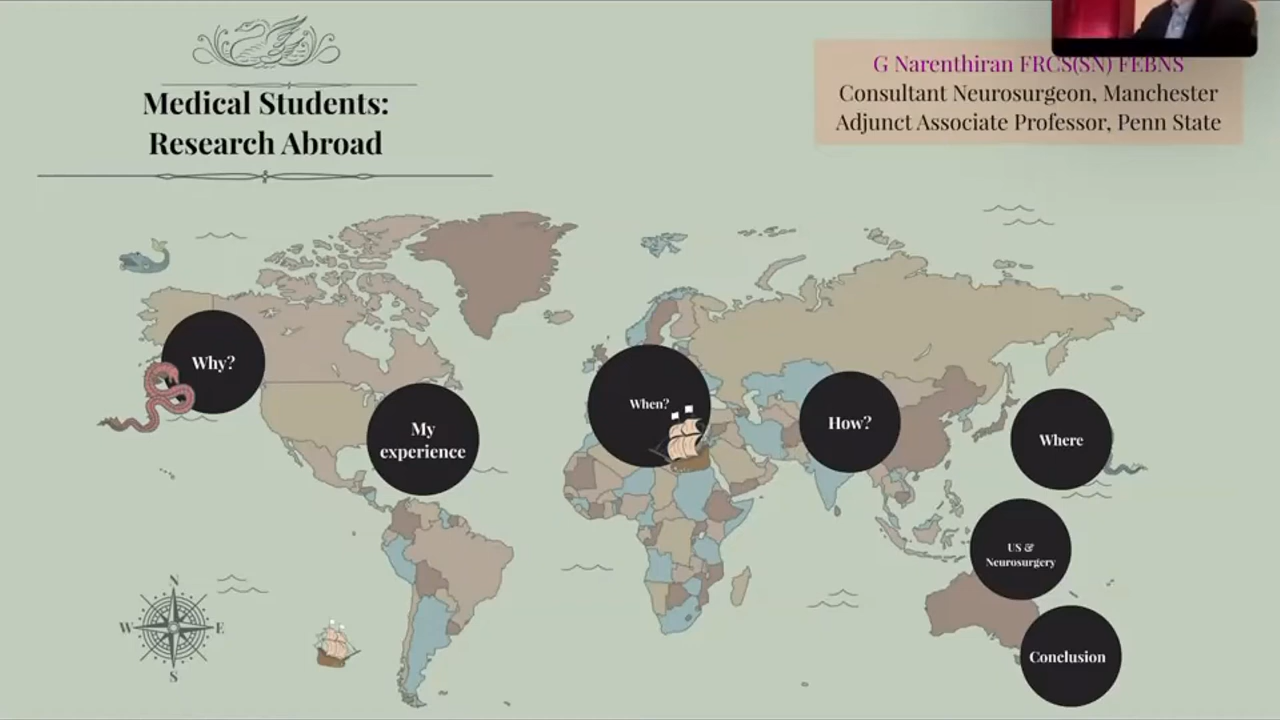 Medical Students:
Research Abroad
G Narenthiran FRCS(SN) FEBNS
Consultant Neurosurgeon, Manchester
Adjunct Associate Professor, Penn State
Why?
My
experience
When?
How?
Where
US &
Neurosurgery
Conclusion
N
W
E
S